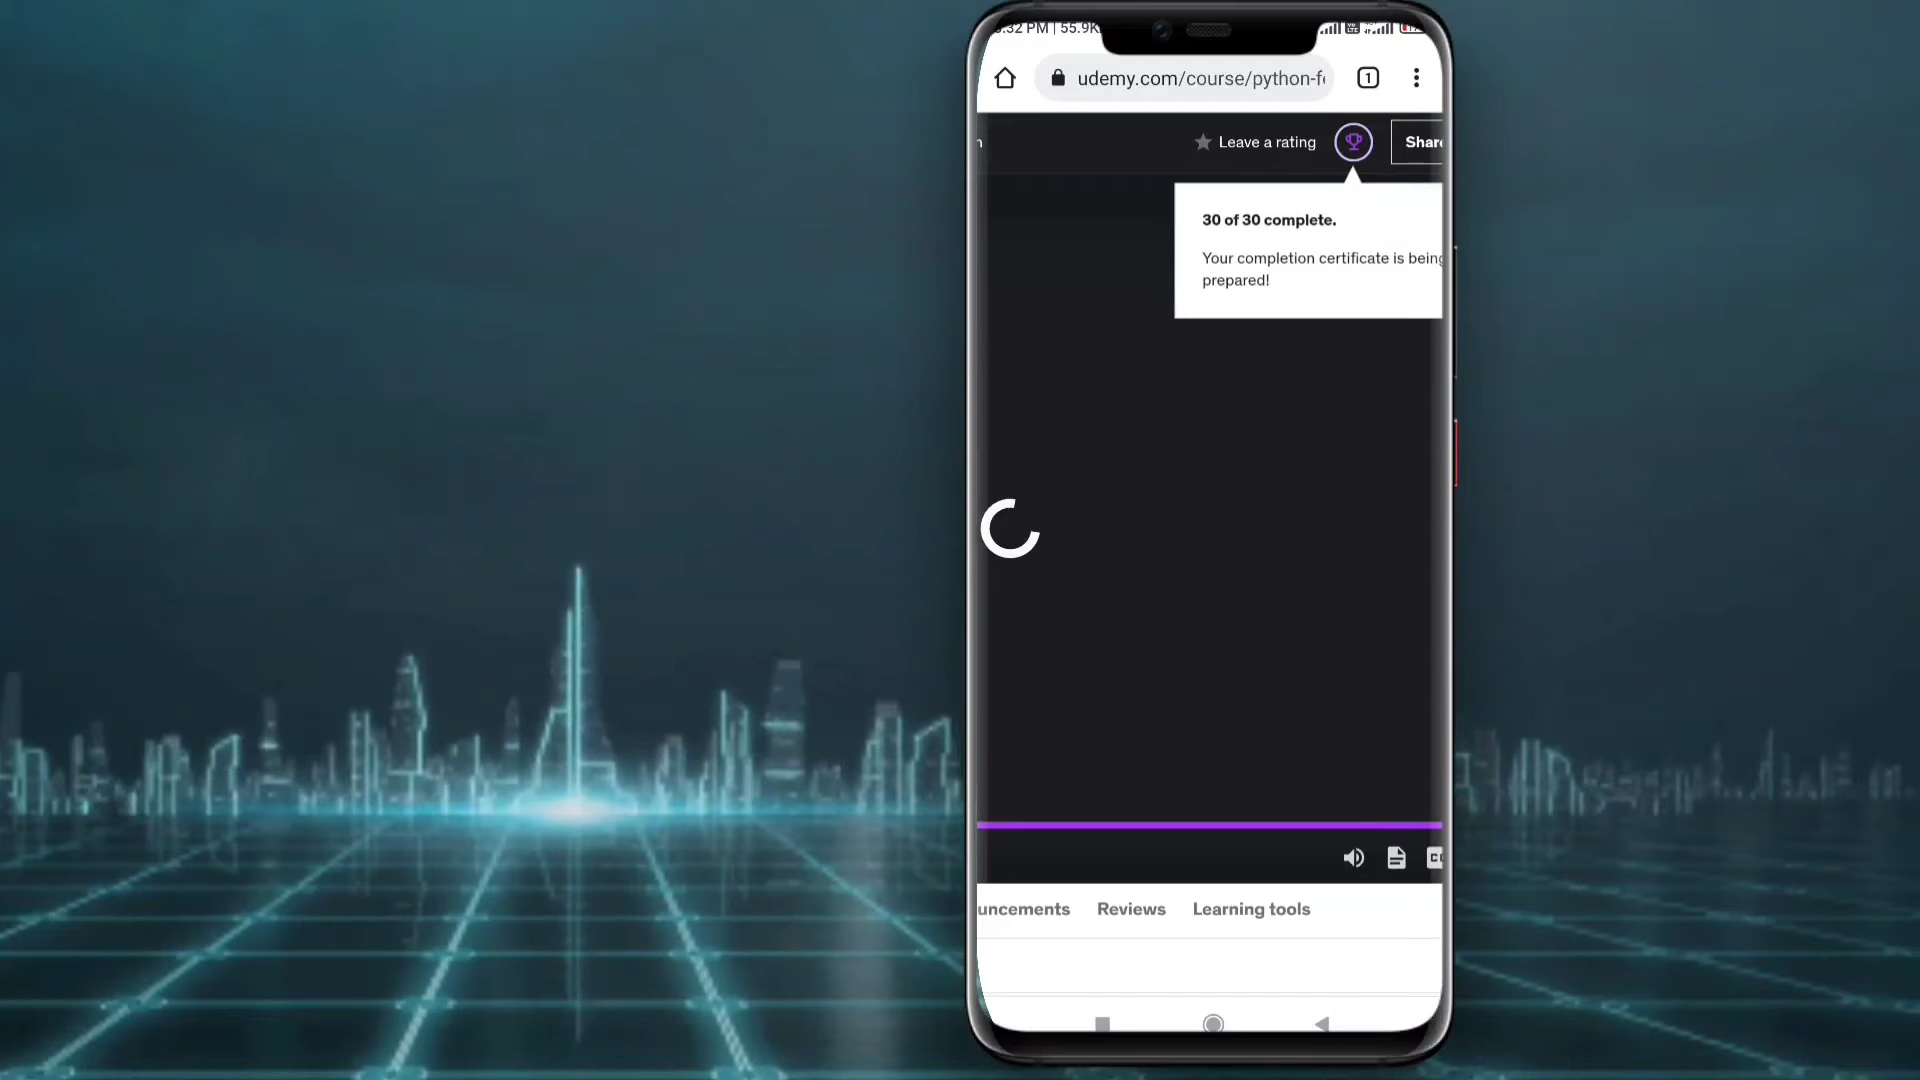 :32 PM | 55.9K
udemy.com/course/python-f
1
Leave a rating
Share
30 of 30 complete.
Your completion certificate is being
prepared!
uncements Reviews Learning tools